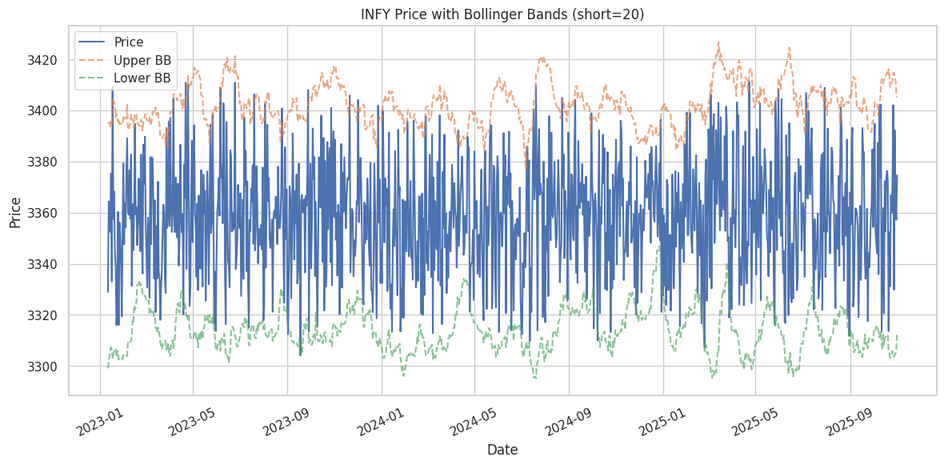 INFY Price with Bollinger Bands (short=20)
Price
Upper BB
Lower BB
3420
3400
3380
3360
3340
3320
3300
Price
2023-01
2023-05
2023-09
2024-01
2024-05
2024-09
2025-01
2025-05
2025-09
Date